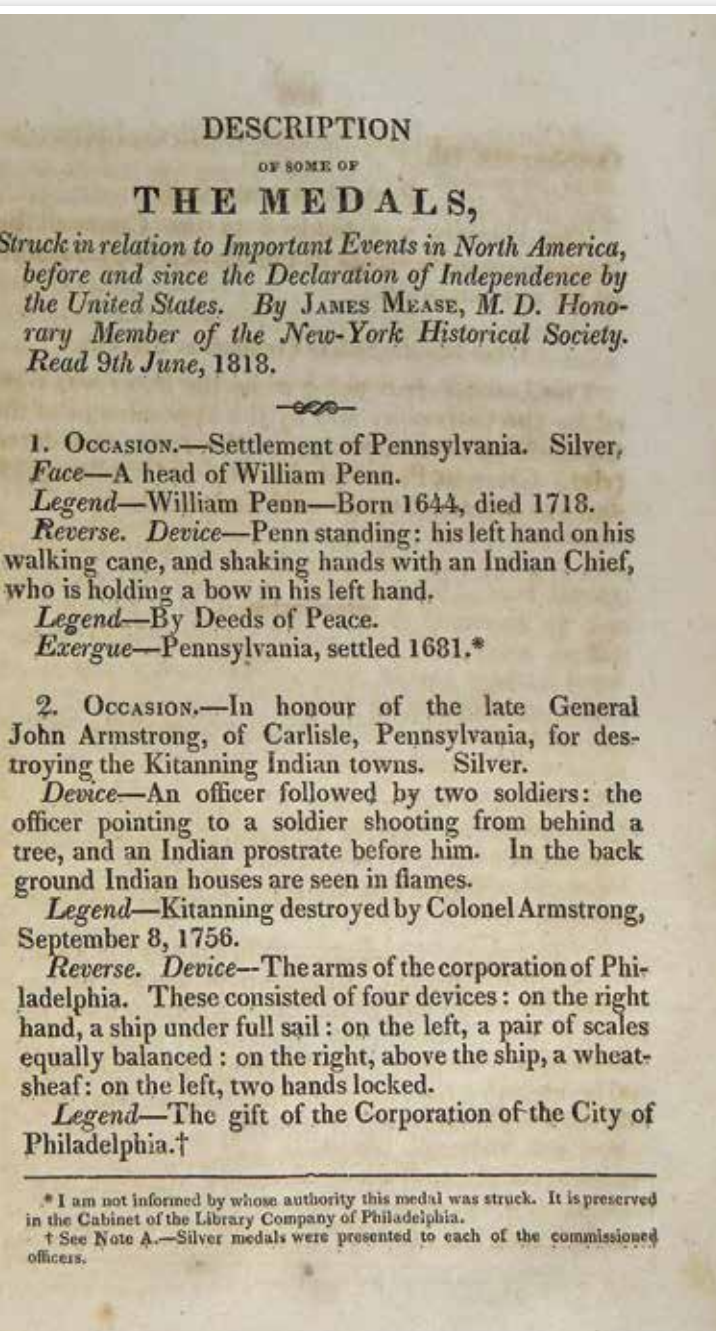 DESCRIPTION
OF SOME OF
THE MEDALS,
Struck in relation to Important Events in North America,
before and since the Declaration of Independence by
the United States. By James Mease, M. D. Hono-
rary Member of the New-York Historical Society.
Read 9th June, 1818.
1. Occasion.—Settlement of Pennsylvania. Silver,
Face—A head of William Penn.
Legend—William Penn—Born 1644, died 1718.
Reverse. Device—Penn standing: his left hand on his
walking cane, and shaking hands with an Indian Chief,
who is holding a bow in his left hand.
Legend—By Deeds of Peace.
Exergue—Pennsylvania, settled 1681.*
2. Occasion.—In honour of the late General
John Armstrong, of Carlisle, Pennsylvania, for des-
troying the Kitanning Indian towns. Silver.
Device—An officer followed by two soldiers: the
officer pointing to a soldier shooting from behind a
tree, and an Indian prostrate before him. In the back
ground Indian houses are seen in flames.
Legend—Kitanning destroyed by Colonel Armstrong,
September 8, 1756.
Reverse. Device--The arms of the corporation of Phi-
ladelphia. These consisted of four devices: on the right
hand, a ship under full sail: on the left, a pair of scales
equally balanced: on the right, above the ship, a wheat-
sheaf: on the left, two hands locked.
Legend—The gift of the Corporation of the City of
Philadelphia.†
* I am not informed by whose authority this medal was struck. It is preserved
in the Cabinet of the Library Company of Philadelphia.
† See Note A.—Silver medals were presented to each of the commissioned
officers.